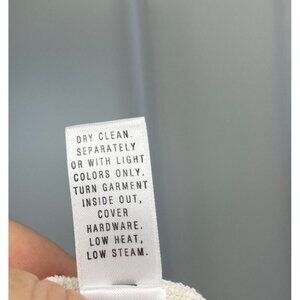 DRY CLEAN.
SEPARATELY
OR WITH LIGHT
COLORS ONLY.
TURN GARMENT
INSIDE OUT,
COVER
HARDWARE.
LOW HEAT,
LOW STEAM.